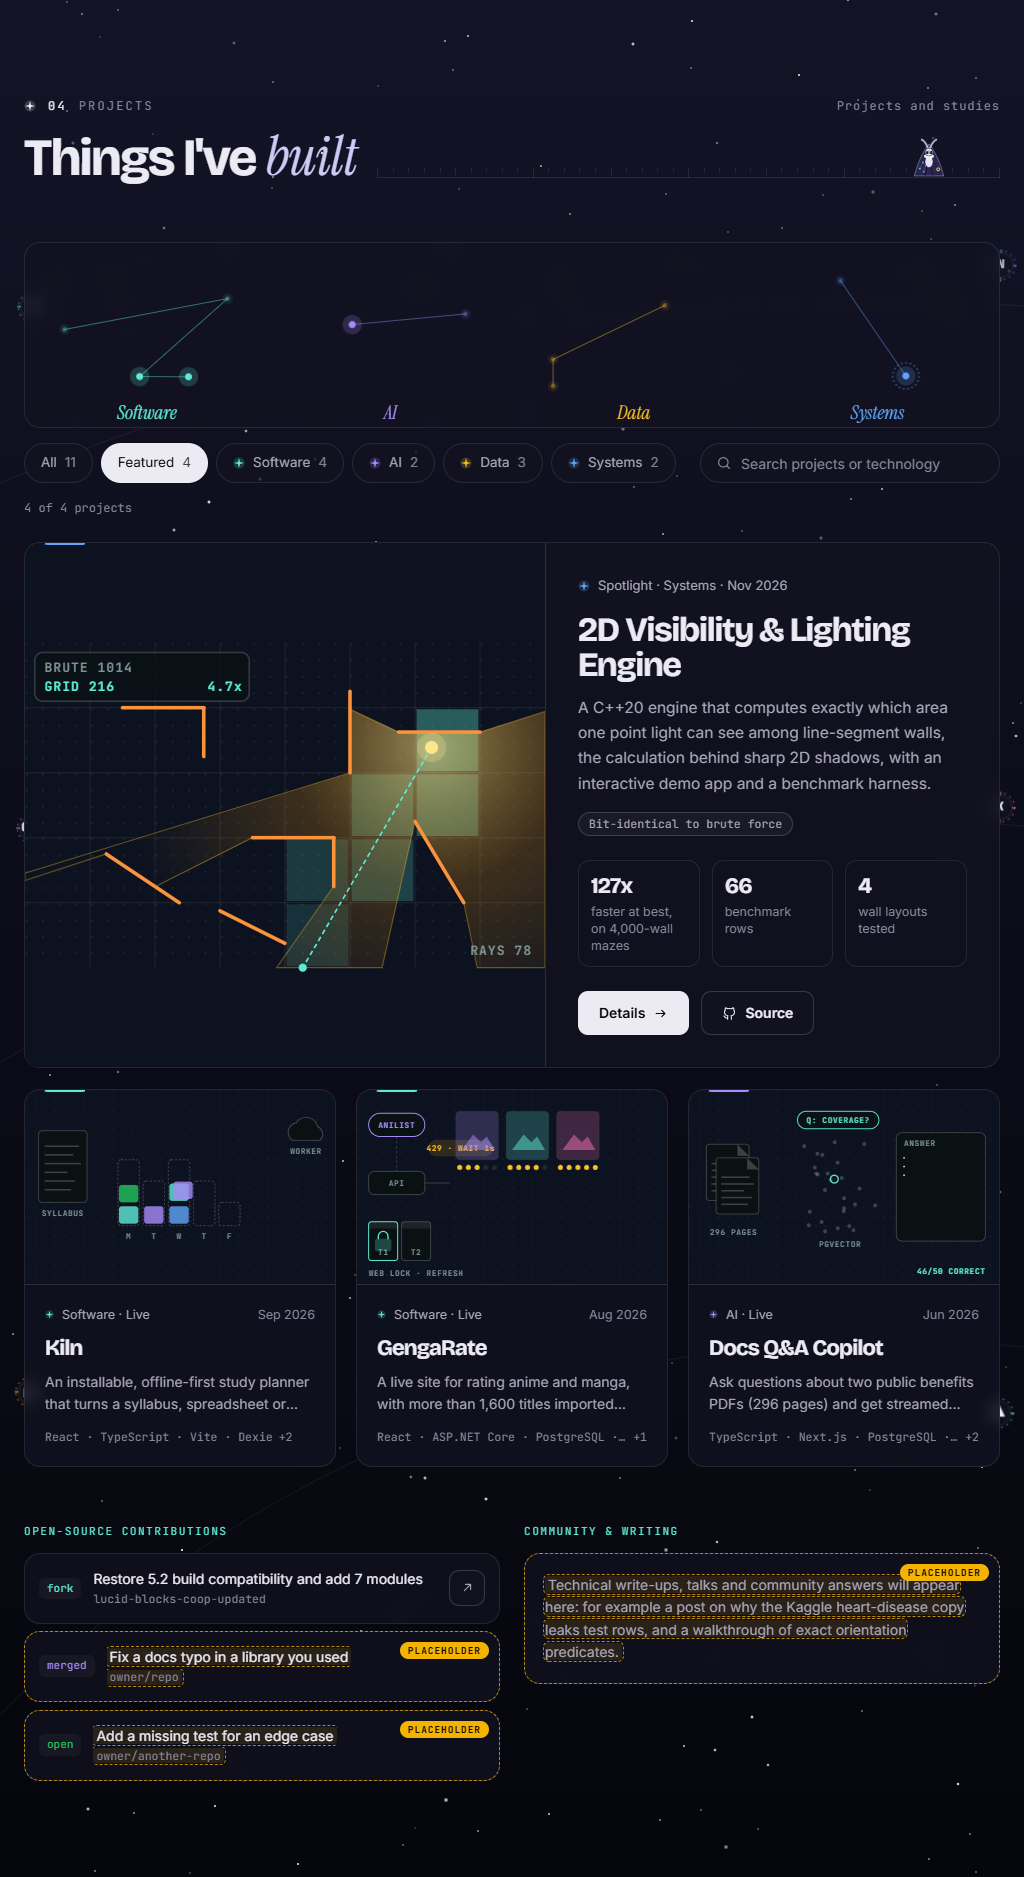 04. PROJECTS
Projects and studies
Things I've built
Software
AI
Data
Systems
All 11
Featured 4
Software 4
AI 2
Data 3
Systems 2
Search projects or technology
4 of 4 projects
BRUTE 1014
GRID 216 4.7x
RAYS 78
Spotlight · Systems · Nov 2026
2D Visibility & Lighting
Engine
A C++20 engine that computes exactly which area
one point light can see among line-segment walls,
the calculation behind sharp 2D shadows, with an
interactive demo app and a benchmark harness.
Bit-identical to brute force
127x
faster at best,
on 4,000-wall
mazes
66
benchmark
rows
4
wall layouts
tested
Details →
Source
SYLLABUS
WORKER
M T W T F
Software · Live
Sep 2026
Kiln
An installable, offline-first study planner
that turns a syllabus, spreadsheet or…
React · TypeScript · Vite · Dexie +2
ANILIST
429 · WAIT 1s
API
T1 T2
WEB LOCK · REFRESH
Software · Live
Aug 2026
GengaRate
A live site for rating anime and manga,
with more than 1,600 titles imported…
React · ASP.NET Core · PostgreSQL ·… +1
Q: COVERAGE?
ANSWER
296 PAGES
PGVECTOR
46/50 CORRECT
AI · Live
Jun 2026
Docs Q&A Copilot
Ask questions about two public benefits
PDFs (296 pages) and get streamed…
TypeScript · Next.js · PostgreSQL ·… +2
OPEN-SOURCE CONTRIBUTIONS
fork
Restore 5.2 build compatibility and add 7 modules
lucid-blocks-coop-updated
↗
merged
Fix a docs typo in a library you used
owner/repo
PLACEHOLDER
open
Add a missing test for an edge case
owner/another-repo
PLACEHOLDER
COMMUNITY & WRITING
PLACEHOLDER
Technical write-ups, talks and community answers will appear
here: for example a post on why the Kaggle heart-disease copy
leaks test rows, and a walkthrough of exact orientation
predicates.